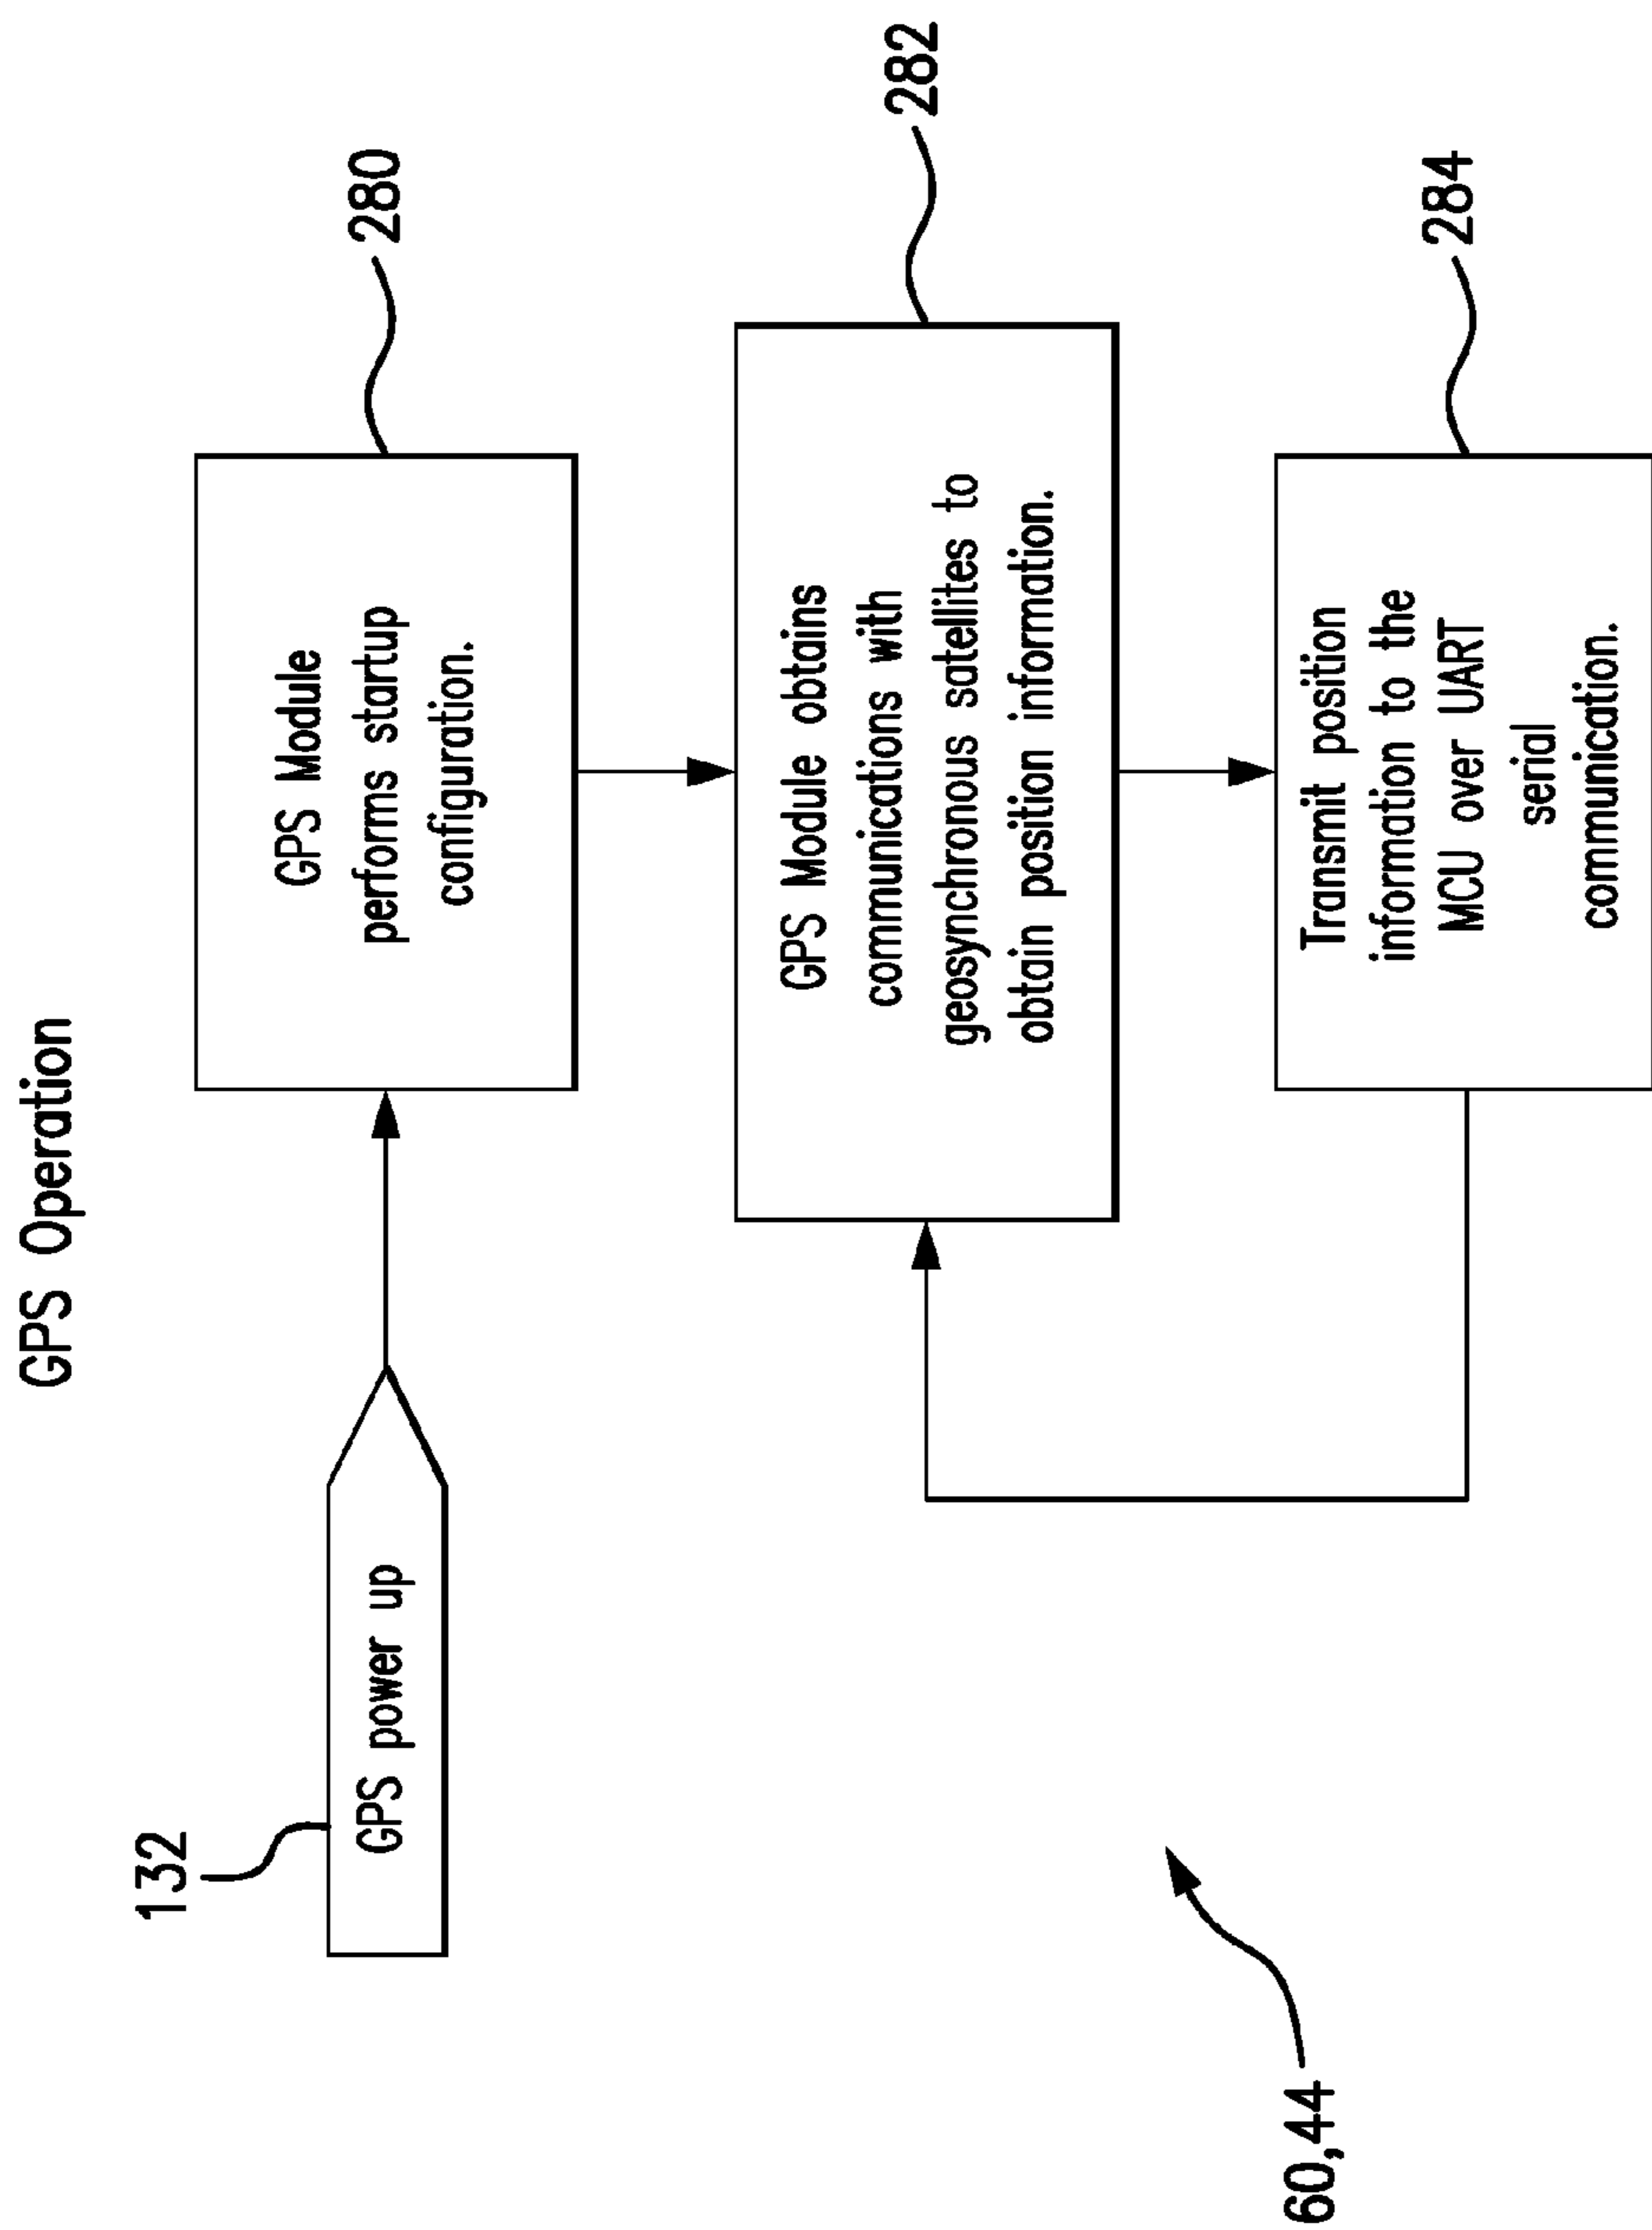 GPS Operation
132
GPS power up
GPS Module
performs startup
configuration.
280
GPS Module obtains
communications with
geosynchronous satellites to
obtain position information.
282
Transmit position
information to the
MCU over UART
serial
communication.
284
60,44